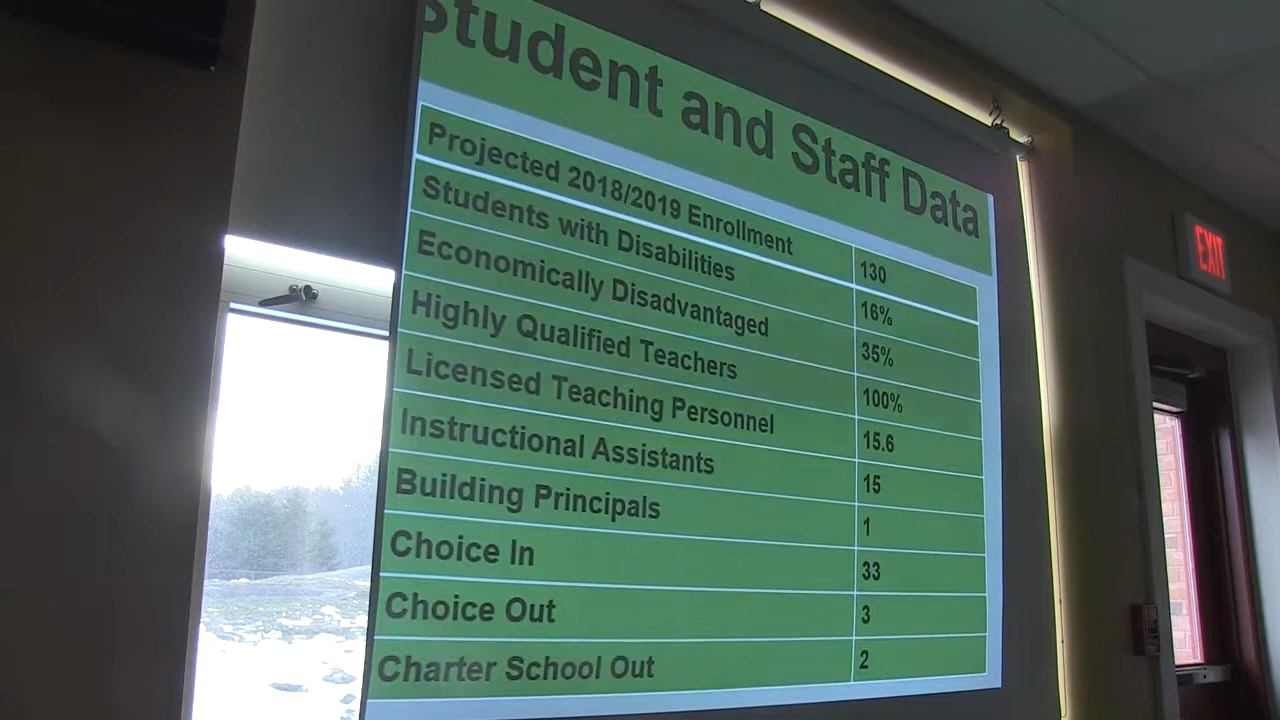 Student and Staff Data
Projected 2018/2019 Enrollment 130
Students with Disabilities 16%
Economically Disadvantaged 35%
Highly Qualified Teachers 100%
Licensed Teaching Personnel 15.6
Instructional Assistants 15
Building Principals 1
Choice In 33
Choice Out 3
Charter School Out 2
EXIT